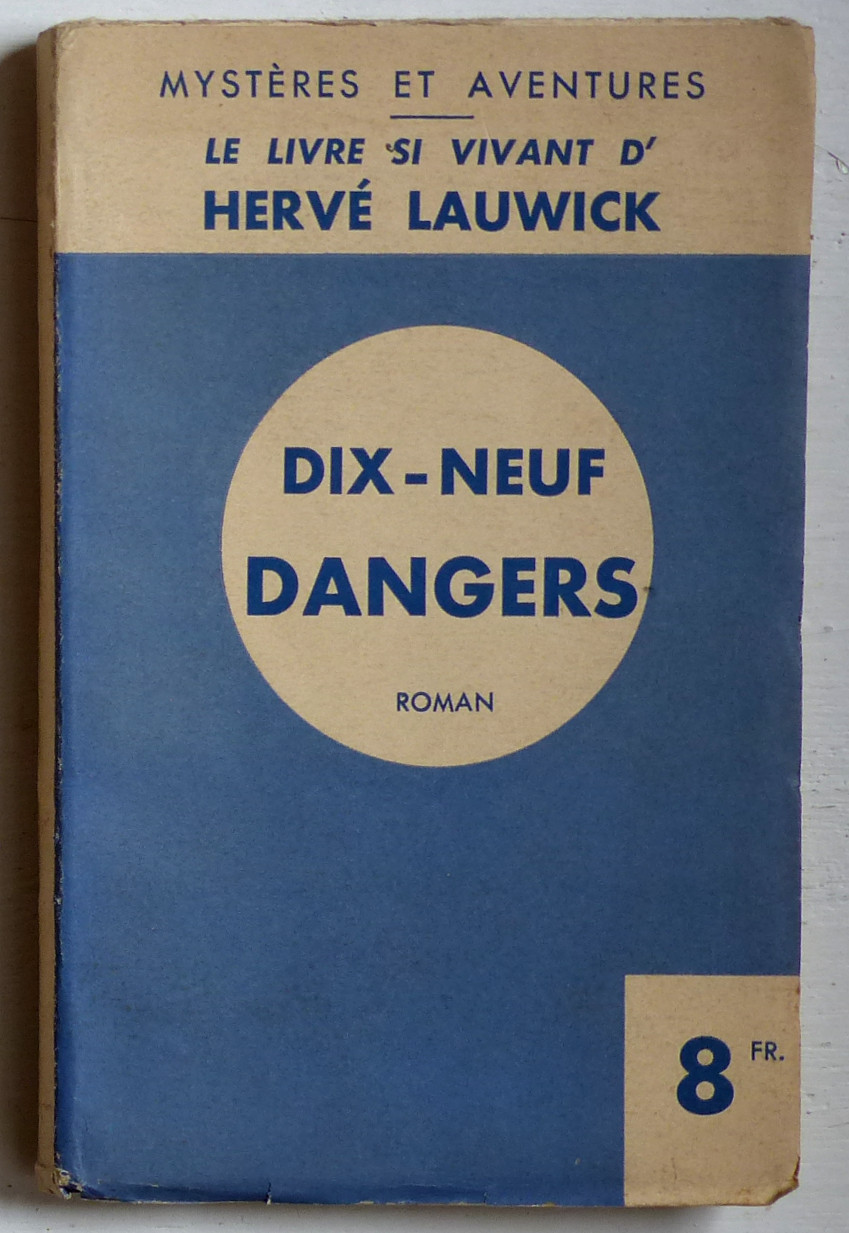 MYSTÈRES ET AVENTURES
LE LIVRE SI VIVANT D'
HERVÉ LAUWICK
DIX-NEUF
DANGERS
ROMAN
8 FR.